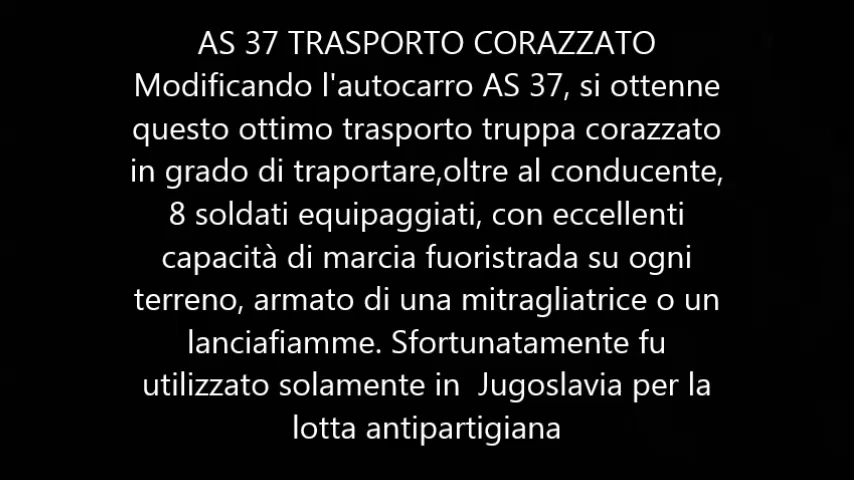 AS 37 TRASPORTO CORAZZATO
Modificando l'autocarro AS 37, si ottenne
questo ottimo trasporto truppa corazzato
in grado di traportare,oltre al conducente,
8 soldati equipaggiati, con eccellenti
capacità di marcia fuoristrada su ogni
terreno, armato di una mitragliatrice o un
lanciafiamme. Sfortunatamente fu
utilizzato solamente in  Jugoslavia per la
lotta antipartigiana